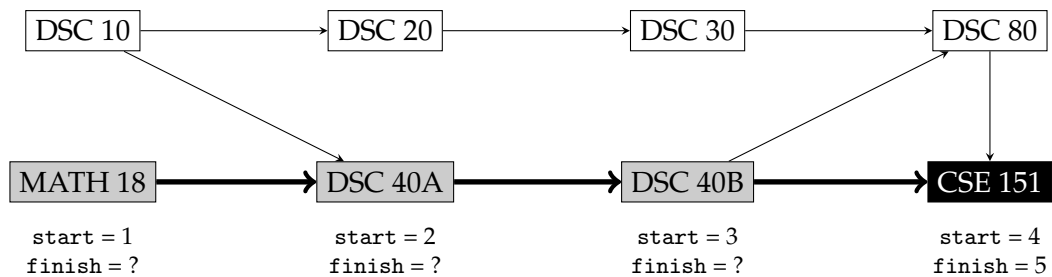 DSC 10 DSC 20 DSC 30 DSC 80
MATH 18 DSC 40A DSC 40B CSE 151
start = 1 start = 2 start = 3 start = 4
finish = ? finish = ? finish = ? finish = 5